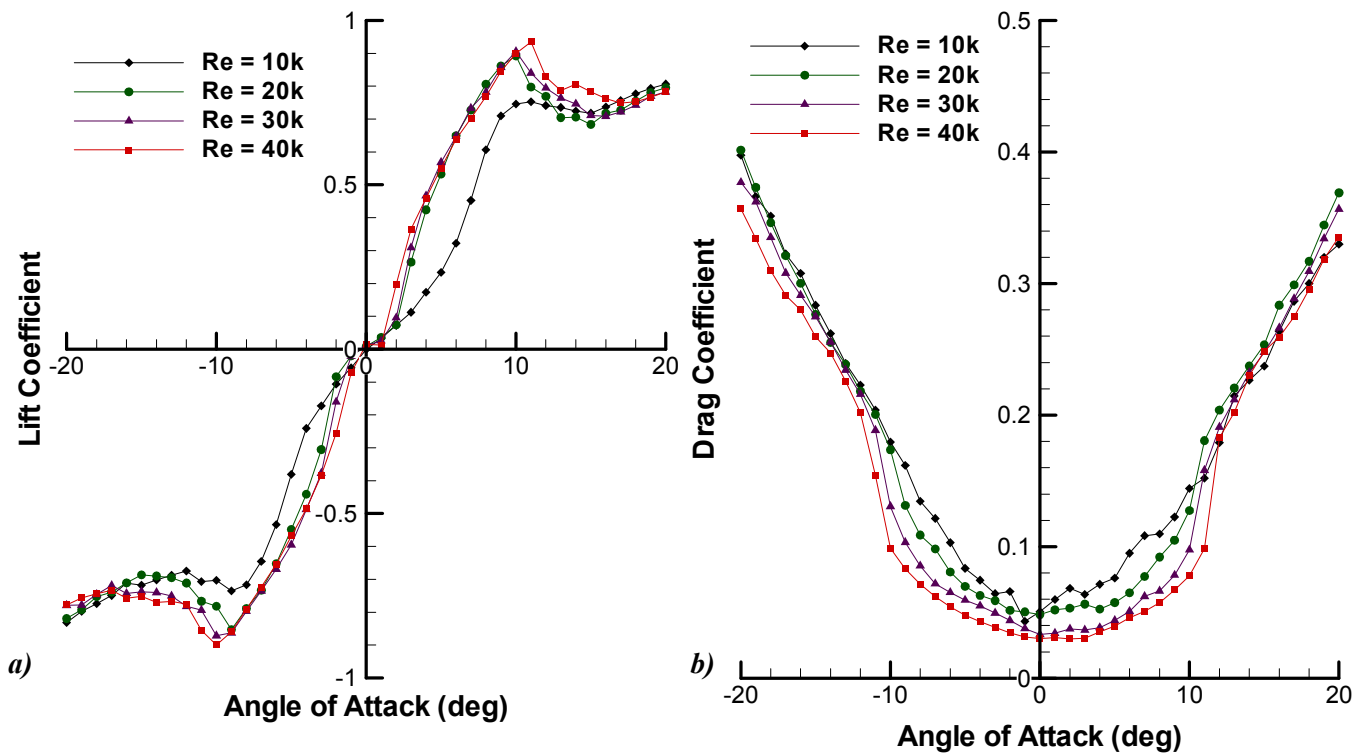 a)
Lift Coefficient
1
0.5
0
-0.5
-1
-20
-10
0
10
20
Re = 10k
Re = 20k
Re = 30k
Re = 40k
Angle of Attack (deg)
b)
Drag Coefficient
0.5
0.4
0.3
0.2
0.1
0
-20
-10
0
10
20
Re = 10k
Re = 20k
Re = 30k
Re = 40k
Angle of Attack (deg)